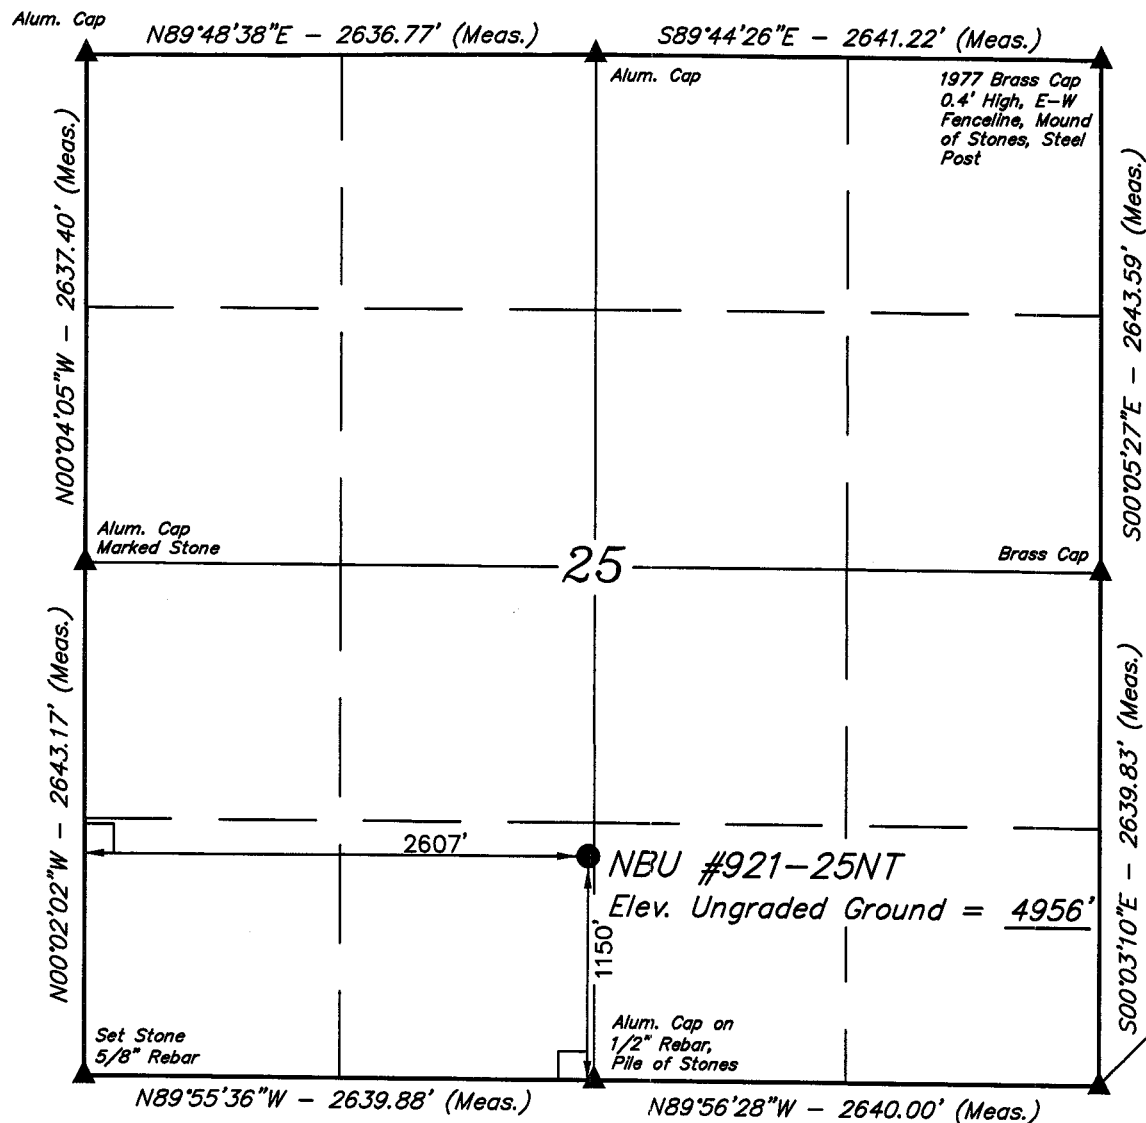 Alum. Cap
N89°48'38"E - 2636.77' (Meas.)
S89°44'26"E - 2641.22' (Meas.)
Alum. Cap
1977 Brass Cap
0.4' High, E-W
Fenceline, Mound
of Stones, Steel
Post
N00°04'05"W - 2637.40' (Meas.)
S00°05'27"E - 2643.59' (Meas.)
Alum. Cap
Marked Stone
25
Brass Cap
N00°02'02"W - 2643.17' (Meas.)
S00°03'10"E - 2639.83' (Meas.)
2607'
NBU #921-25NT
Elev. Ungraded Ground = 4956'
1150'
Set Stone
5/8" Rebar
Alum. Cap on
1/2" Rebar,
Pile of Stones
N89°55'36"W - 2639.88' (Meas.)
N89°56'28"W - 2640.00' (Meas.)